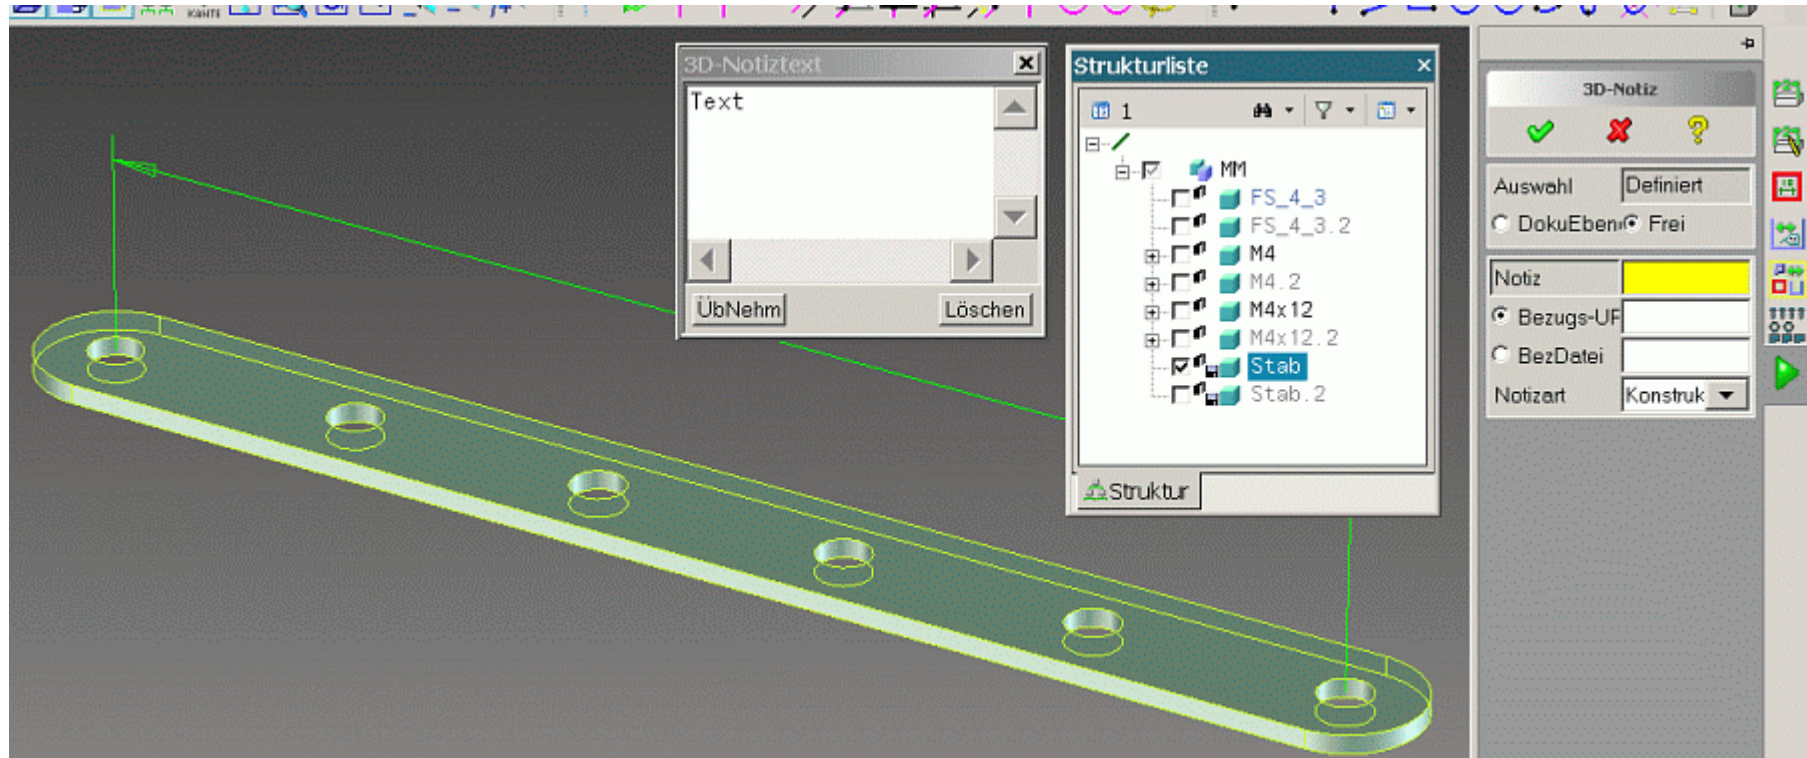 KANTE
3D-Notiztext
Text
ÜbNehm
Löschen
Strukturliste
1
MM
FS_4_3
FS_4_3.2
M4
M4.2
M4x12
M4x12.2
Stab
Stab.2
Struktur
3D-Notiz
Auswahl Definiert
DokuEben Frei
Notiz
Bezugs-UF
BezDatei
Notizart Konstruk